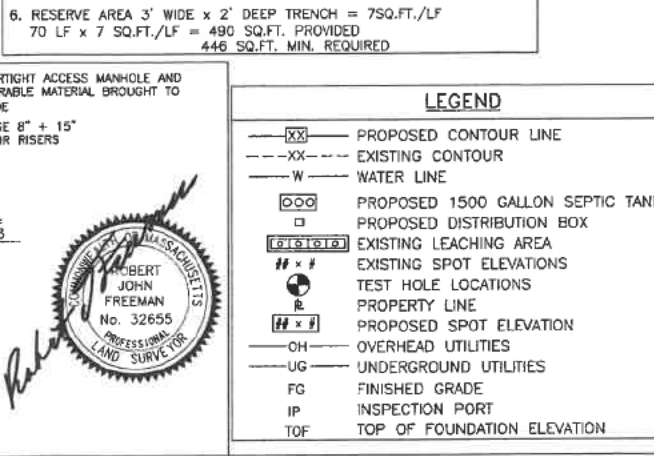 6. RESERVE AREA 3' WIDE x 2' DEEP TRENCH = 7SQ.FT./LF
70 LF x 7 SQ.FT./LF = 490 SQ.FT. PROVIDED
446 SQ.FT. MIN. REQUIRED
RTIGHT ACCESS MANHOLE AND
RABLE MATERIAL BROUGHT TO
DE
SE 8" + 15"
OR RISERS
COMMONWEALTH OF MASSACHUSETTS
ROBERT
JOHN
FREEMAN
No. 32655
PROFESSIONAL
LAND SURVEYOR
LEGEND
XX PROPOSED CONTOUR LINE
---XX--- EXISTING CONTOUR
W WATER LINE
PROPOSED 1500 GALLON SEPTIC TAN
PROPOSED DISTRIBUTION BOX
EXISTING LEACHING AREA
## x # EXISTING SPOT ELEVATIONS
TEST HOLE LOCATIONS
PROPERTY LINE
## x # PROPOSED SPOT ELEVATION
OH OVERHEAD UTILITIES
UG UNDERGROUND UTILITIES
FG FINISHED GRADE
IP INSPECTION PORT
TOF TOP OF FOUNDATION ELEVATION